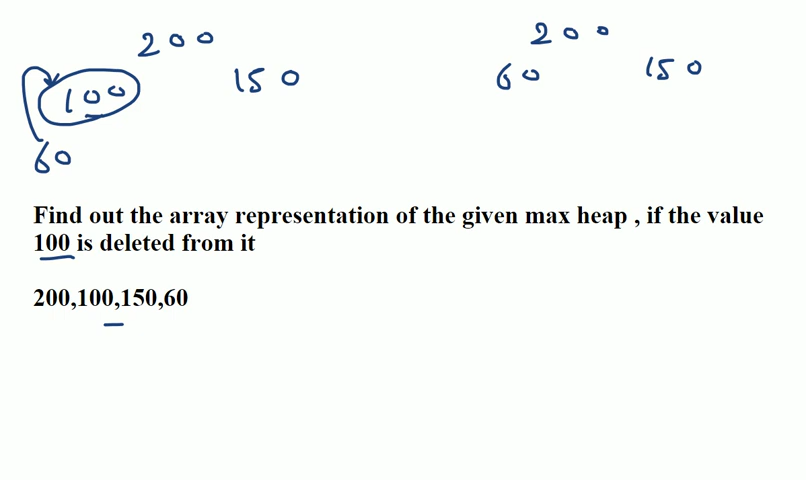 200 200
100 150 60 150
60
Find out the array representation of the given max heap , if the value
100 is deleted from it
200,100,150,60